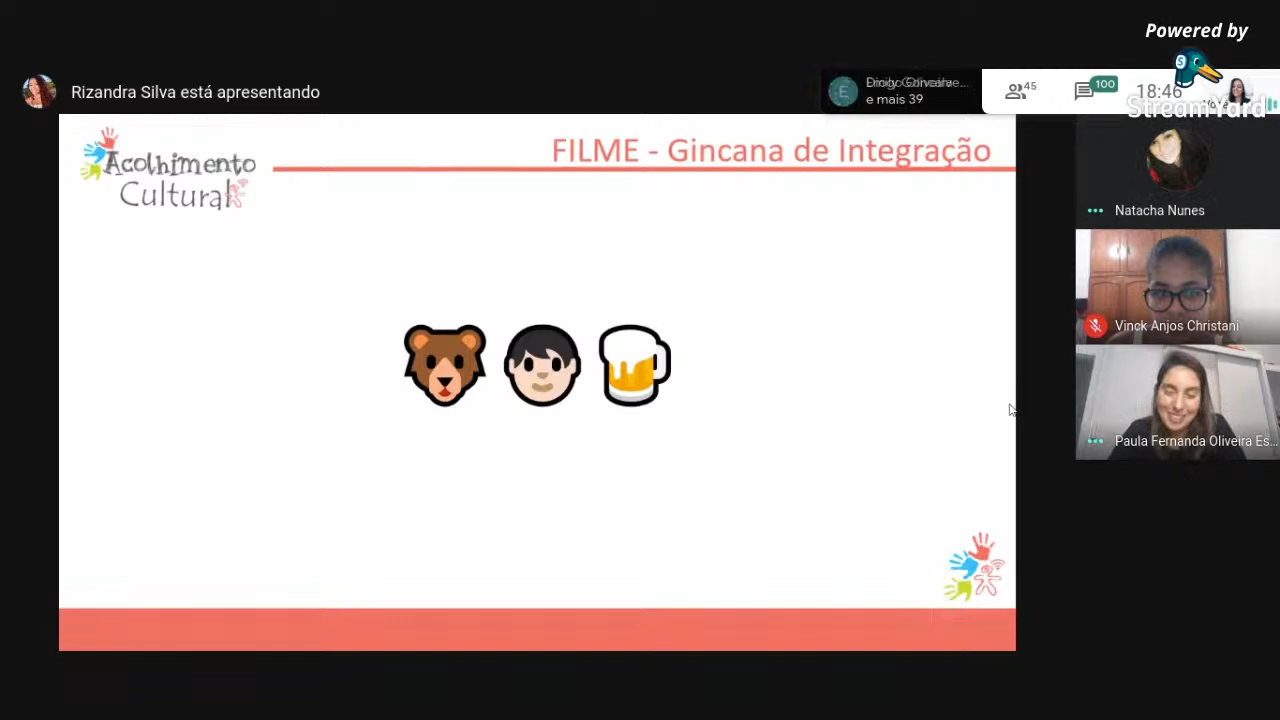 Powered by
StreamYard
Rizandra Silva está apresentando
E
e mais 39
45
100
18:46
Acolhimento
Cultural
FILME - Gincana de Integração
Natacha Nunes
Vinck Anjos Christani
Paula Fernanda Oliveira Es...